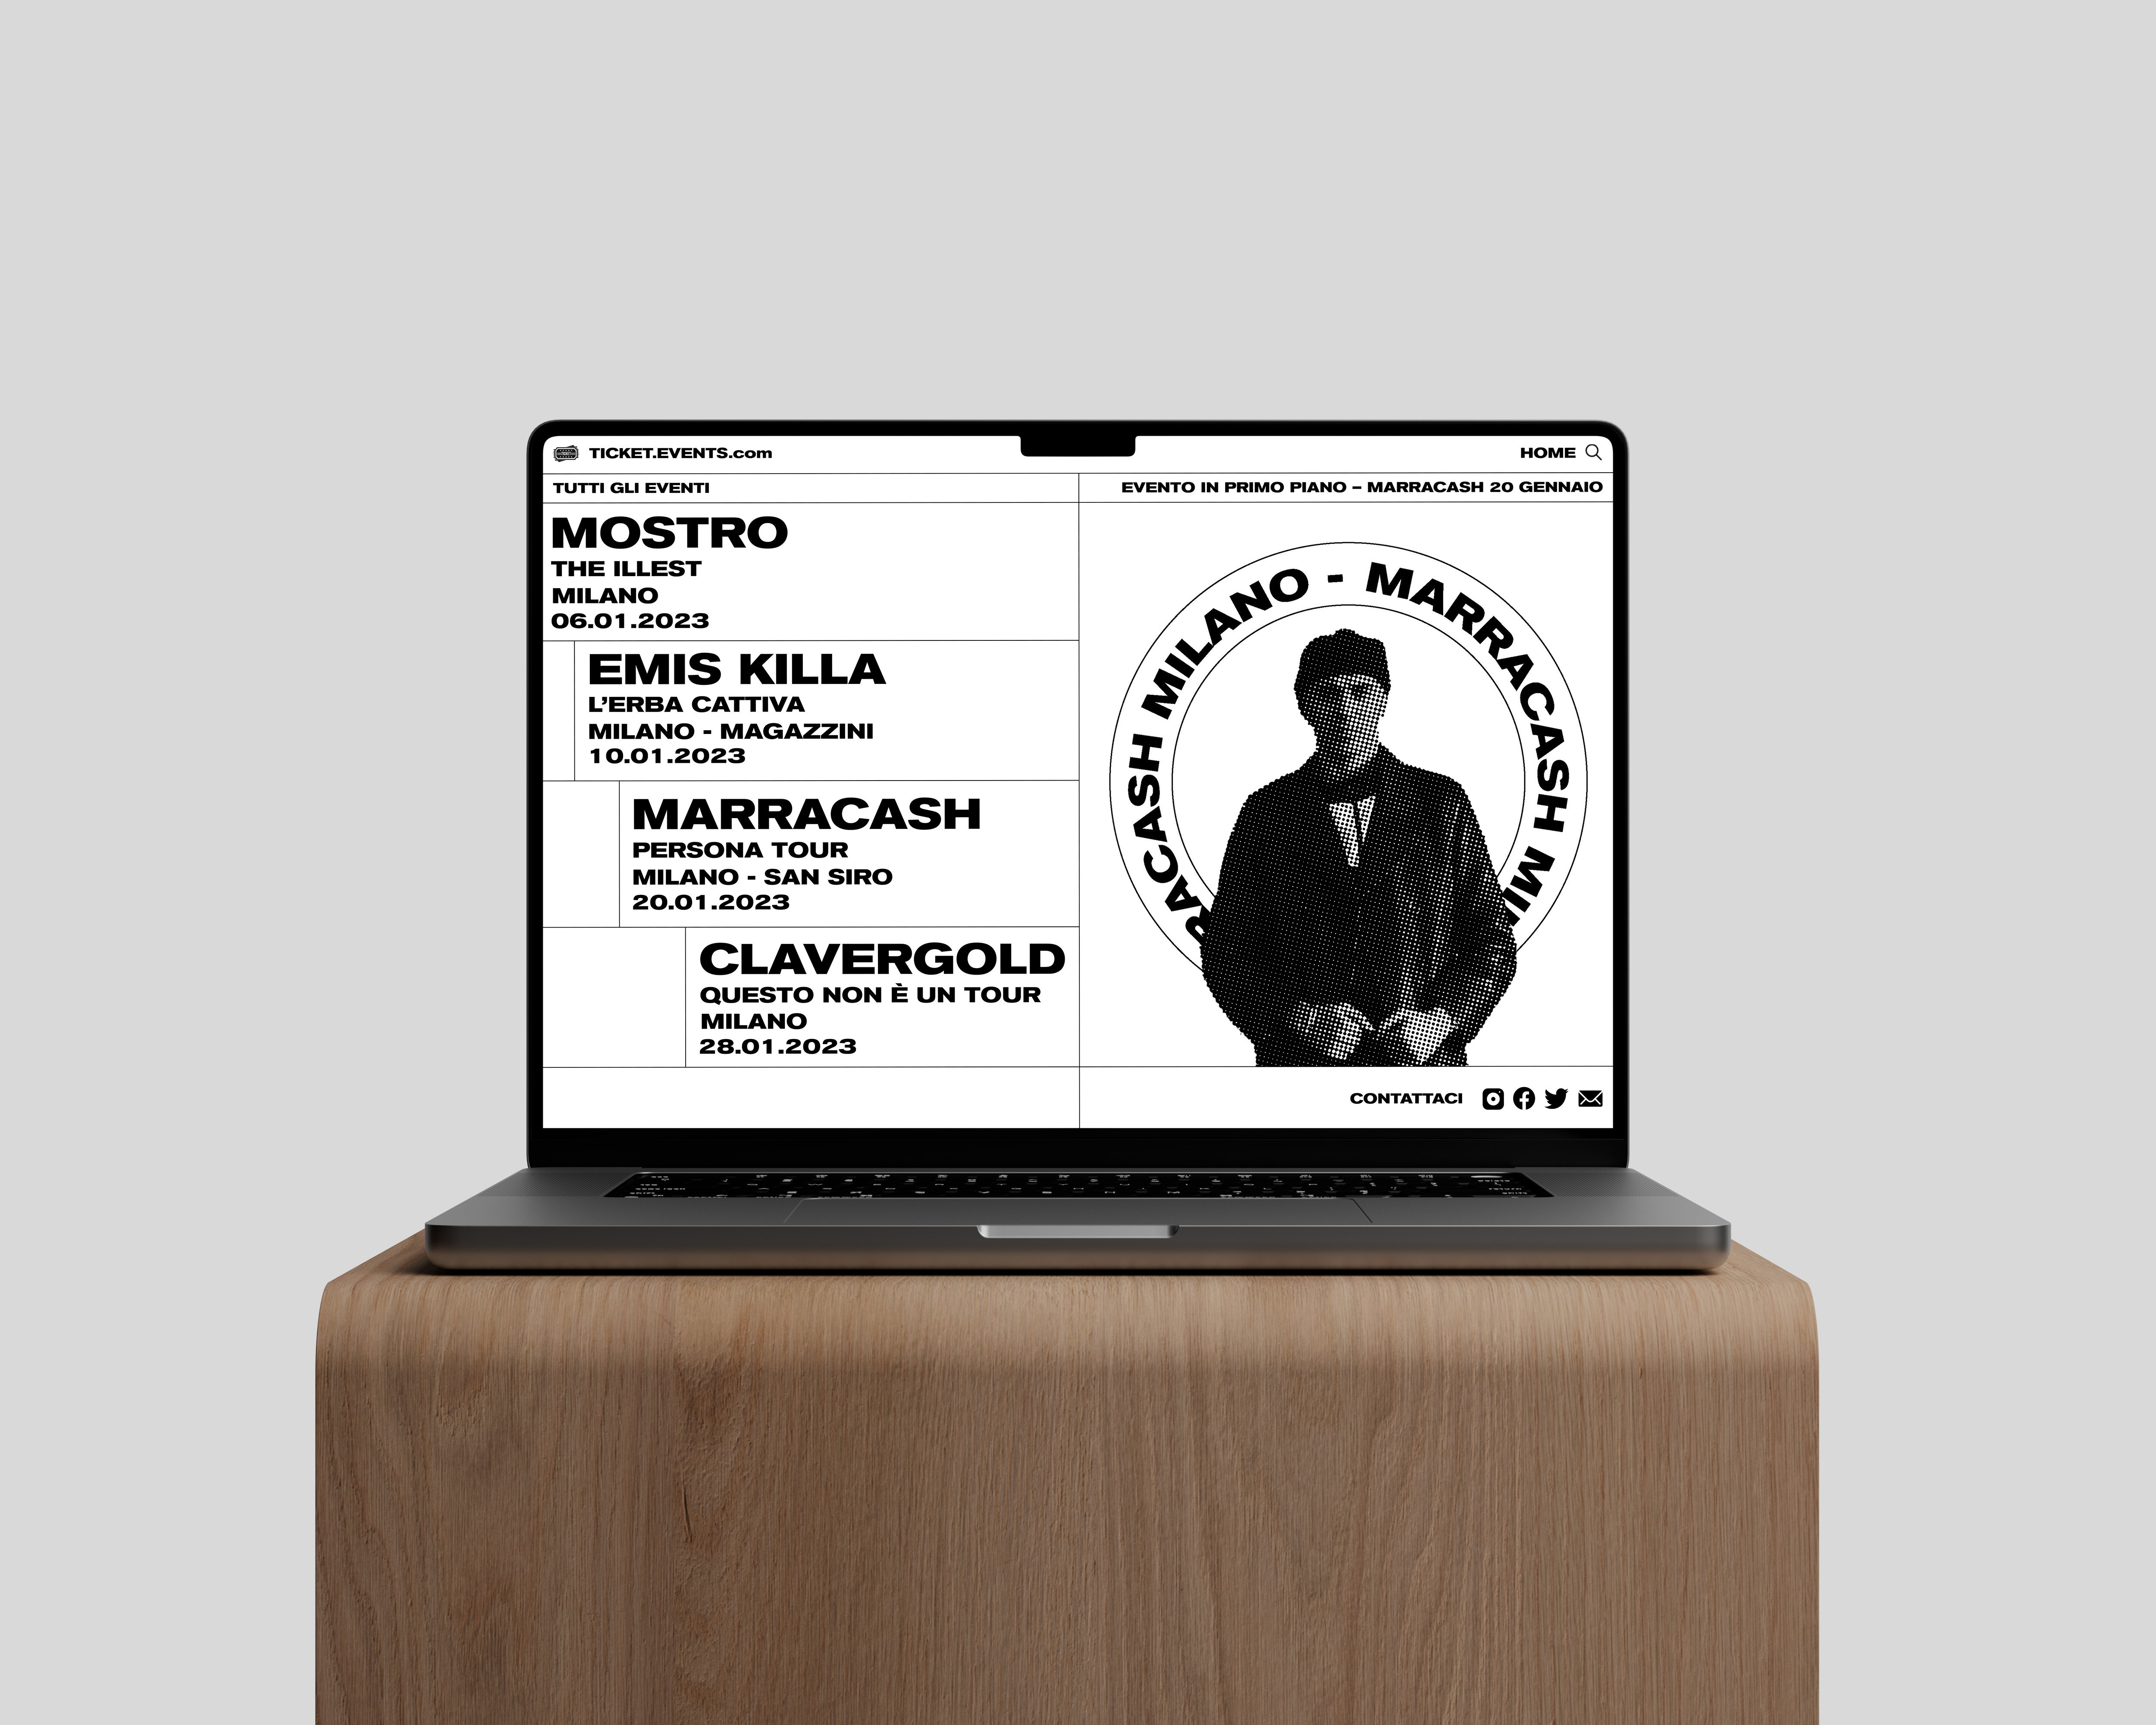 TICKET.EVENTS.com
HOME
TUTTI GLI EVENTI
EVENTO IN PRIMO PIANO – MARRACASH 20 GENNAIO
MOSTRO
THE ILLEST
MILANO
06.01.2023
EMIS KILLA
L’ERBA CATTIVA
MILANO - MAGAZZINI
10.01.2023
MARRACASH
PERSONA TOUR
MILANO - SAN SIRO
20.01.2023
CLAVERGOLD
QUESTO NON È UN TOUR
MILANO
28.01.2023
RACASH MILANO - MARRACASH MI
CONTATTACI